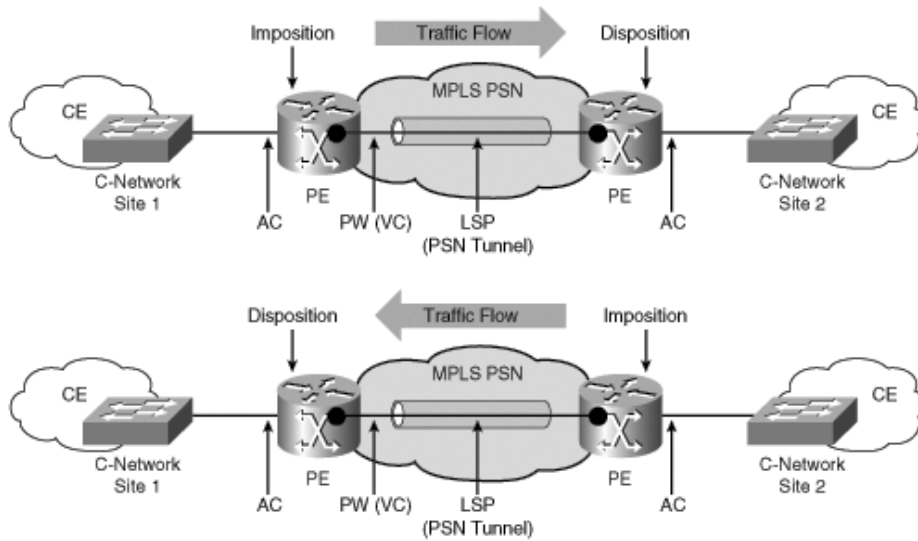 Imposition
Traffic Flow
Disposition
MPLS PSN
CE
CE
C-Network
Site 1
PE
PE
C-Network
Site 2
AC
PW (VC)
LSP
(PSN Tunnel)
AC
Disposition
Traffic Flow
Imposition
MPLS PSN
CE
CE
C-Network
Site 1
PE
PE
C-Network
Site 2
AC
PW (VC)
LSP
(PSN Tunnel)
AC